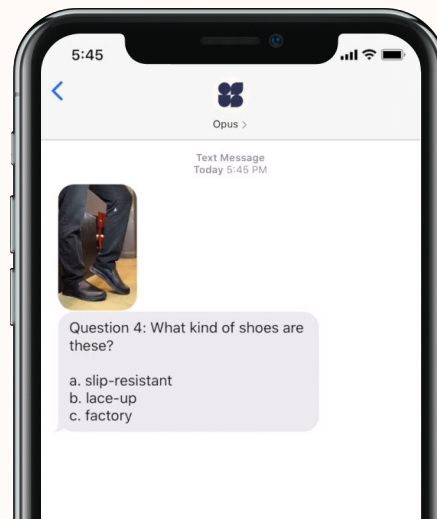 5:45
Opus >
Text Message
Today 5:45 PM
Question 4: What kind of shoes are
these?
a. slip-resistant
b. lace-up
c. factory